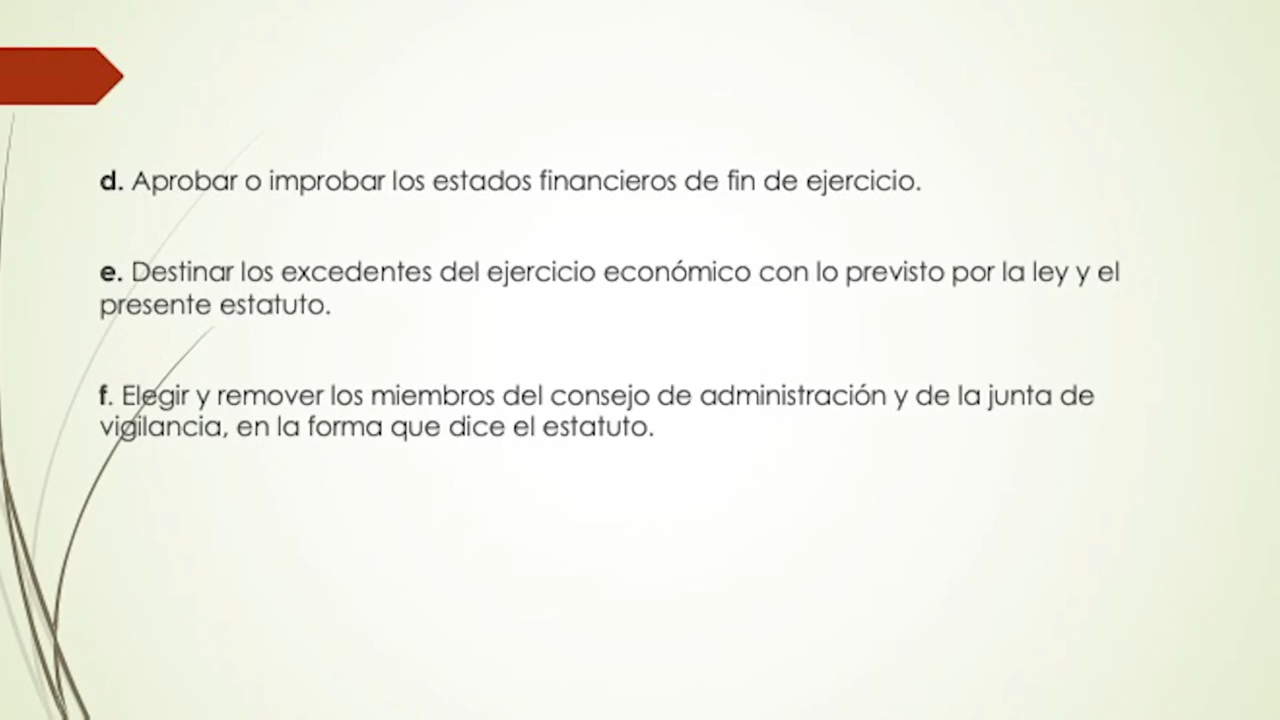 d. Aprobar o improbar los estados financieros de fin de ejercicio.
e. Destinar los excedentes del ejercicio económico con lo previsto por la ley y el
presente estatuto.
f. Elegir y remover los miembros del consejo de administración y de la junta de
vigilancia, en la forma que dice el estatuto.